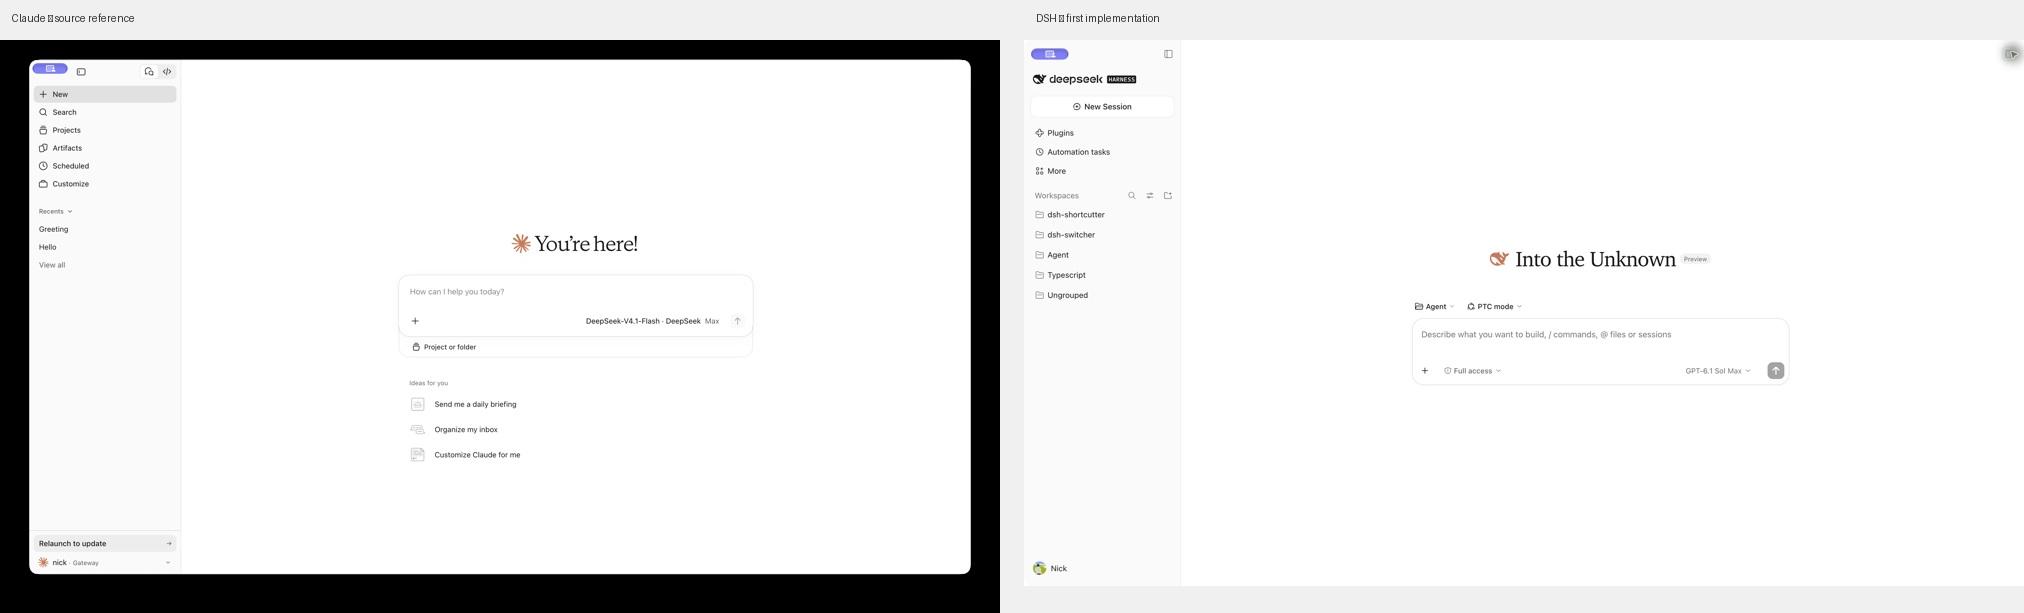 Claude source reference
New
Search
Projects
Artifacts
Scheduled
Customize
Recents
Greeting
Hello
View all
Relaunch to update
nick · Gateway
You're here!
How can I help you today?
DeepSeek-V4.1-Flash · DeepSeek Max
Project or folder
Ideas for you
Send me a daily briefing
Organize my inbox
Customize Claude for me
DSH first implementation
deepseek HARNESS
New Session
Plugins
Automation tasks
More
Workspaces
dsh-shortcutter
dsh-switcher
Agent
Typescript
Ungrouped
Nick
Into the Unknown Preview
Agent PTC mode
Describe what you want to build, / commands, @ files or sessions
Full access GPT-6.1 Sol Max